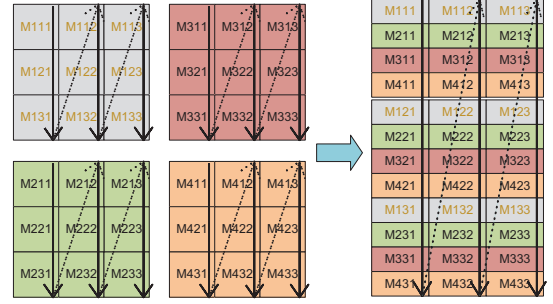 M111 M112 M113
M121 M122 M123
M131 M132 M133
M311 M312 M313
M321 M322 M323
M331 M332 M333
M211 M212 M213
M221 M222 M223
M231 M232 M233
M411 M412 M413
M421 M422 M423
M431 M432 M433
M111 M112 M113
M211 M212 M213
M311 M312 M313
M411 M412 M413
M121 M122 M123
M221 M222 M223
M321 M322 M323
M421 M422 M423
M131 M132 M133
M231 M232 M233
M331 M332 M333
M431 M432 M433